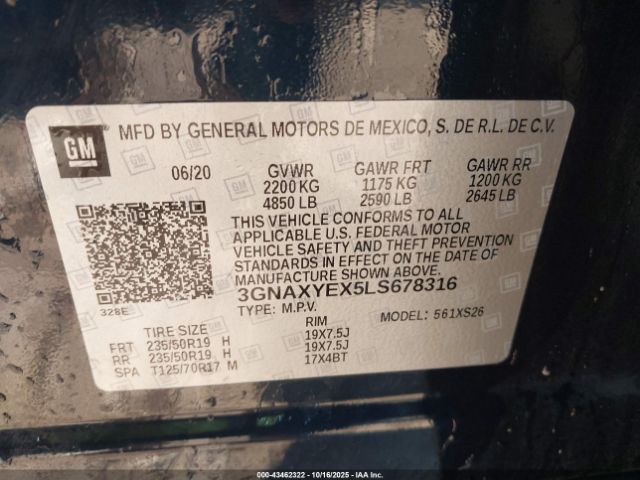 GM
MFD BY GENERAL MOTORS DE MEXICO, S. DE R.L. DE C.V.
06/20 GVWR GAWR FRT GAWR RR
2200 KG 1175 KG 1200 KG
4850 LB 2590 LB 2645 LB
THIS VEHICLE CONFORMS TO ALL
APPLICABLE U.S. FEDERAL MOTOR
VEHICLE SAFETY AND THEFT PREVENTION
STANDARDS IN EFFECT ON THE DATE OF
MANUFACTURE SHOWN ABOVE.
3GNAXYEX5LS678316
328E TYPE: M.P.V. MODEL: 561XS26
TIRE SIZE RIM
FRT 235/50R19 H 19X7.5J
RR 235/50R19 H 19X7.5J
SPA T125/70R17 M 17X4BT
000-43462322 - 10/16/2025 - IAA Inc.